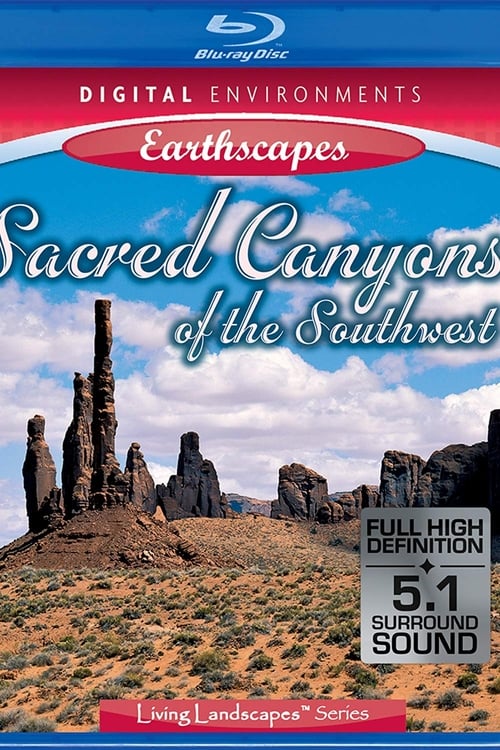 Blu-ray Disc
DIGITAL ENVIRONMENTS
Earthscapes
Sacred Canyons
of the Southwest
FULL HIGH
DEFINITION
5.1
SURROUND
SOUND
Living Landscapes™ Series